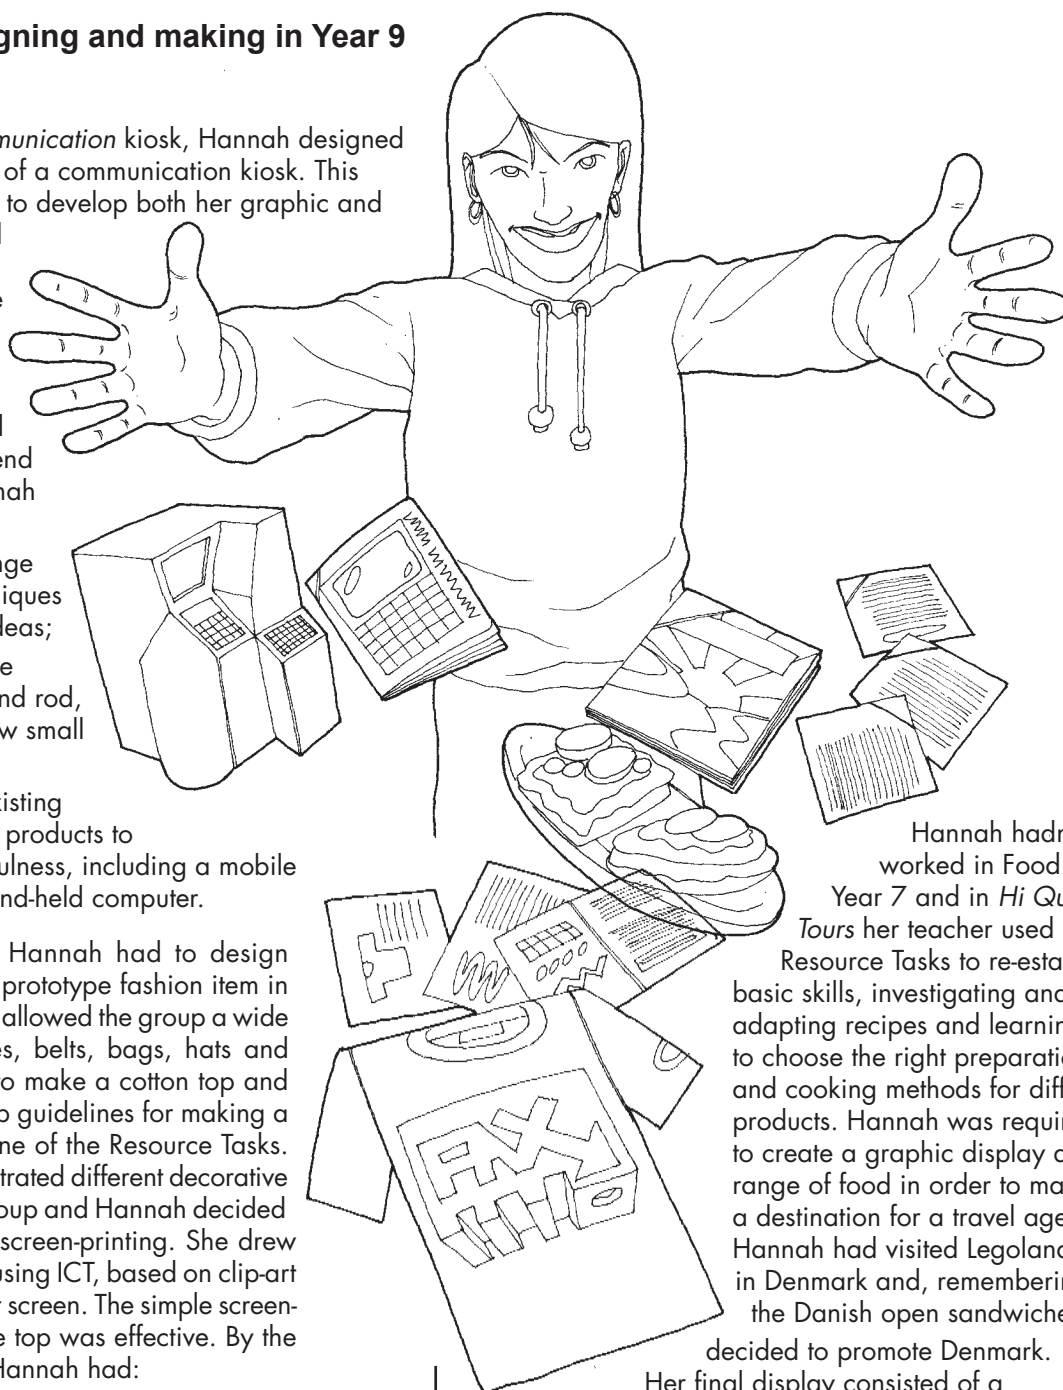 gning and making in Year 9
munication kiosk, Hannah designed
of a communication kiosk. This
to develop both her graphic and
e
end
nah
nge
iques
deas;
e
nd rod,
w small
xisting
products to
ulness, including a mobile
nd-held computer.
Hannah had to design
prototype fashion item in
allowed the group a wide
es, belts, bags, hats and
to make a cotton top and
p guidelines for making a
ne of the Resource Tasks.
trated different decorative
oup and Hannah decided
screen-printing. She drew
using ICT, based on clip-art
r screen. The simple screen-
e top was effective. By the
Hannah had:
Hannah hadn
worked in Food
Year 7 and in Hi Qu
Tours her teacher used
Resource Tasks to re-esta
basic skills, investigating and
adapting recipes and learnin
to choose the right preparatio
and cooking methods for diff
products. Hannah was requir
to create a graphic display a
range of food in order to ma
a destination for a travel age
Hannah had visited Legoland
in Denmark and, rememberin
the Danish open sandwiche
decided to promote Denmark.
Her final display consisted of a